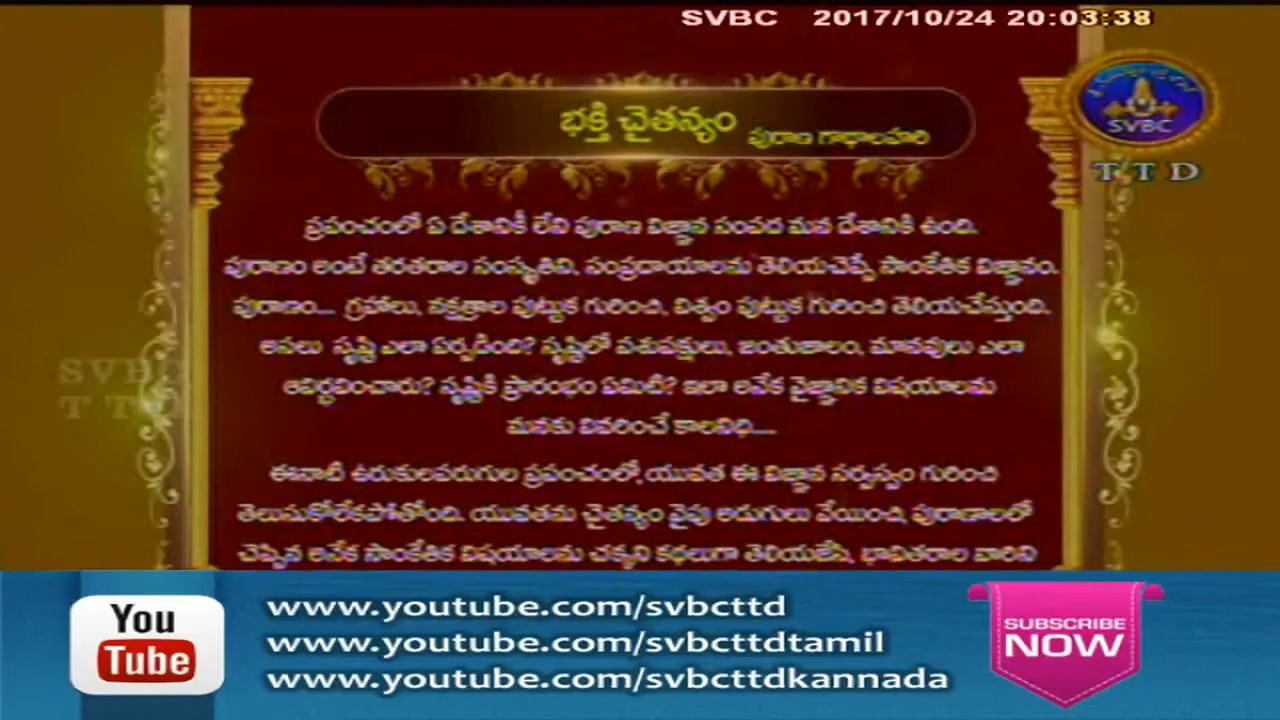 SVBC 2017/10/24 20:03:38
SVBC
T T D
భక్తి చైతన్యం పురాణ గాథాలహరి
ప్రపంచంలో ఏ దేశానికీ లేని పురాణ విజ్ఞాన సంపద మన దేశానికి ఉంది.
పురాణం అంటే తరతరాల సంస్కృతిని, సంప్రదాయాలను తెలియచెప్పే సాంకేతిక విజ్ఞానం.
పురాణం.... గ్రహాలు, నక్షత్రాల పుట్టుక గురించి, విశ్వం పుట్టుక గురించి తెలియచేస్తుంది.
అసలు సృష్టి ఎలా ఏర్పడింది? సృష్టిలో పశుపక్షులు, జంతుజాలం, మానవులు ఎలా
ఆవిర్భవించారు? సృష్టికి ప్రారంభం ఏమిటి? ఇలా అనేక వైజ్ఞానిక విషయాలను
SVBC
T T D
మనకు వివరించే కాలనిధి....
ఈనాటి ఉరుకులపరుగుల ప్రపంచంలో, యువత ఈ విజ్ఞాన సర్వస్వం గురించి
తెలుసుకోలేకపోతోంది. యువతను చైతన్యం వైపు అడుగులు వేయించి, పురాణాలలో
చెప్పిన అనేక సాంకేతిక విషయాలను చక్కని కథలుగా తెలియజేసి, భావితరాల వారిని
You
Tube
www.youtube.com/svbcttd
www.youtube.com/svbcttdtamil
www.youtube.com/svbcttdkannada
SUBSCRIBE
NOW